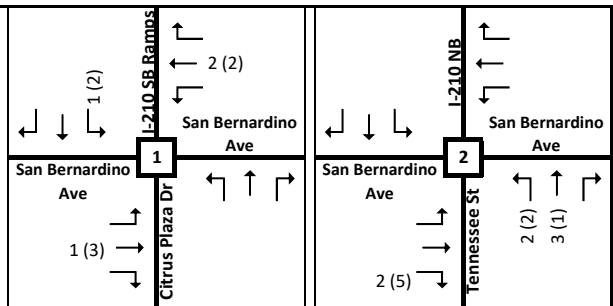 1 (2)
I-210 SB Ramps
2 (2)
San Bernardino
Ave
1
San Bernardino
Ave
1 (3)
Citrus Plaza Dr
I-210 NB
San Bernardino
Ave
2
San Bernardino
Ave
2 (5)
Tennessee St
2 (2)
3 (1)